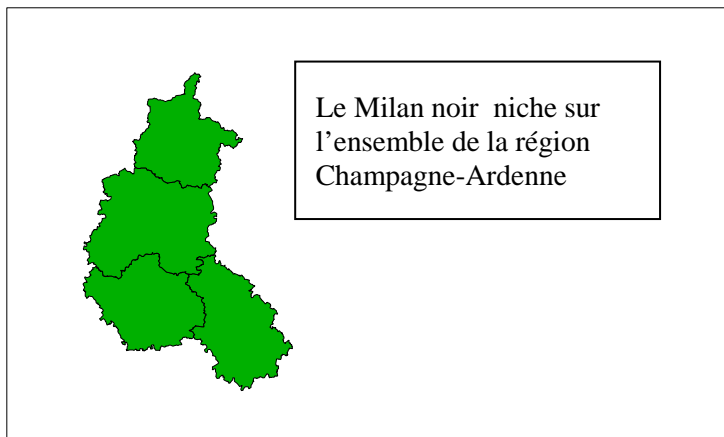 Le Milan noir  niche sur
l’ensemble de la région
Champagne-Ardenne